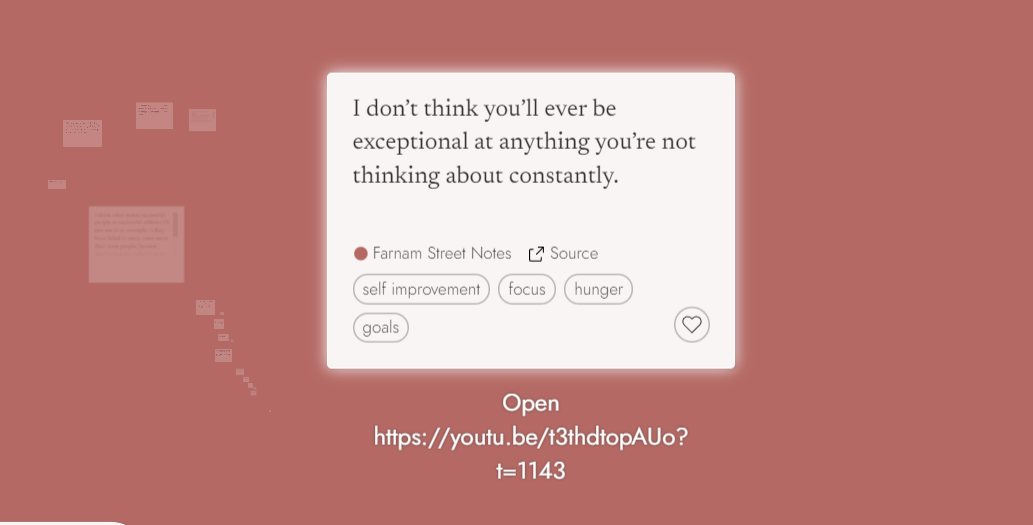 I don’t think you’ll ever be
exceptional at anything you’re not
thinking about constantly.
Farnam Street Notes Source
self improvement focus hunger
goals
Open
https://youtu.be/t3thdtopAUo?
t=1143